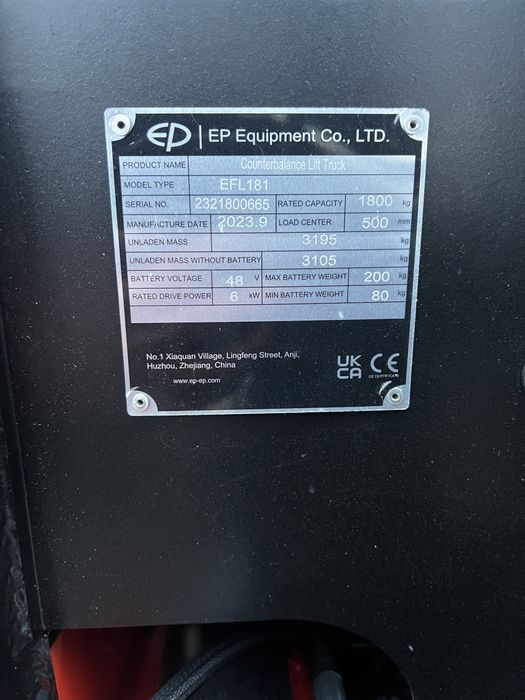 EP | EP Equipment Co., LTD.
PRODUCT NAME Counterbalance Lift Truck
MODEL TYPE EFL181
SERIAL NO. 2321800665 RATED CAPACITY 1800 kg
MANUFACTURE DATE 2023.9 LOAD CENTER 500 mm
UNLADEN MASS 3195 kg
UNLADEN MASS WITHOUT BATTERY 3105 kg
BATTERY VOLTAGE 48 V MAX BATTERY WEIGHT 200 kg
RATED DRIVE POWER 6 kW MIN BATTERY WEIGHT 80 kg
No.1 Xiaquan Village, Lingfeng Street, Anji,
Huzhou, Zhejiang, China
www.ep-ep.com
UK
CA CE